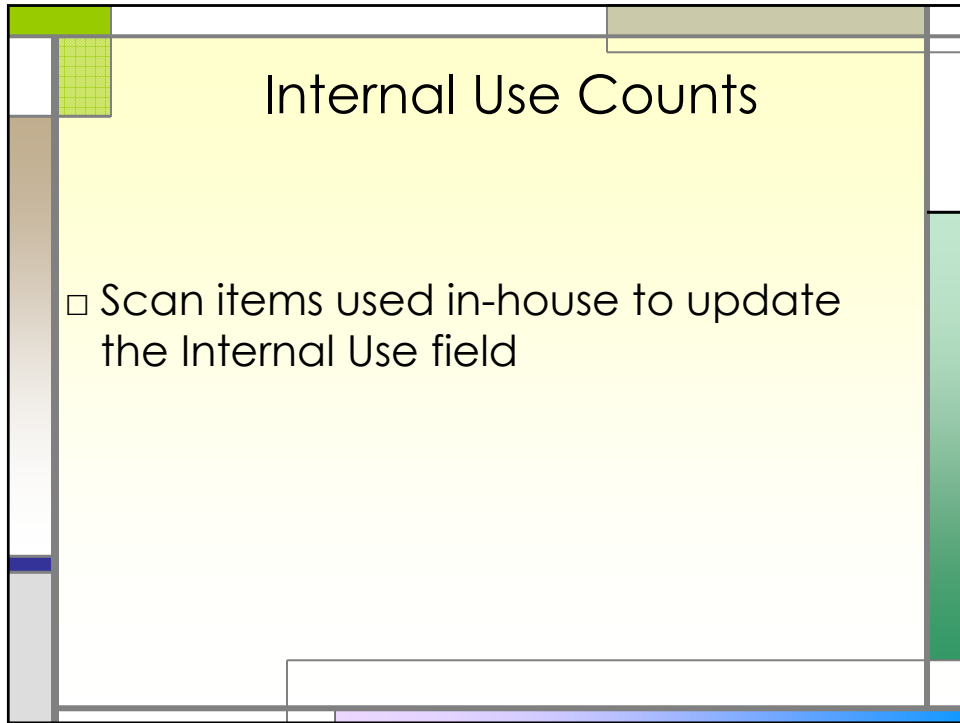 Internal Use Counts
□ Scan items used in-house to update
the Internal Use field